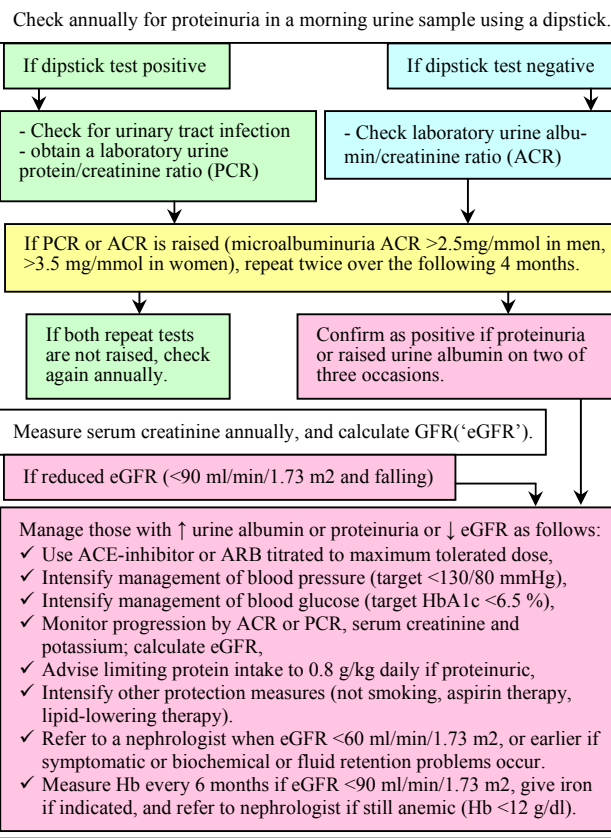 Check annually for proteinuria in a morning urine sample using a dipstick.
If dipstick test positive
If dipstick test negative
- Check for urinary tract infection
- obtain a laboratory urine
protein/creatinine ratio (PCR)
- Check laboratory urine albu-
min/creatinine ratio (ACR)
If PCR or ACR is raised (microalbuminuria ACR >2.5mg/mmol in men,
>3.5 mg/mmol in women), repeat twice over the following 4 months.
If both repeat tests
are not raised, check
again annually.
Confirm as positive if proteinuria
or raised urine albumin on two of
three occasions.
Measure serum creatinine annually, and calculate GFR(‘eGFR’).
If reduced eGFR (<90 ml/min/1.73 m2 and falling)
Manage those with ↑ urine albumin or proteinuria or ↓ eGFR as follows:
✓ Use ACE-inhibitor or ARB titrated to maximum tolerated dose,
✓ Intensify management of blood pressure (target <130/80 mmHg),
✓ Intensify management of blood glucose (target HbA1c <6.5 %),
✓ Monitor progression by ACR or PCR, serum creatinine and
potassium; calculate eGFR,
✓ Advise limiting protein intake to 0.8 g/kg daily if proteinuric,
✓ Intensify other protection measures (not smoking, aspirin therapy,
lipid-lowering therapy).
✓ Refer to a nephrologist when eGFR <60 ml/min/1.73 m2, or earlier if
symptomatic or biochemical or fluid retention problems occur.
✓ Measure Hb every 6 months if eGFR <90 ml/min/1.73 m2, give iron
if indicated, and refer to nephrologist if still anemic (Hb <12 g/dl).